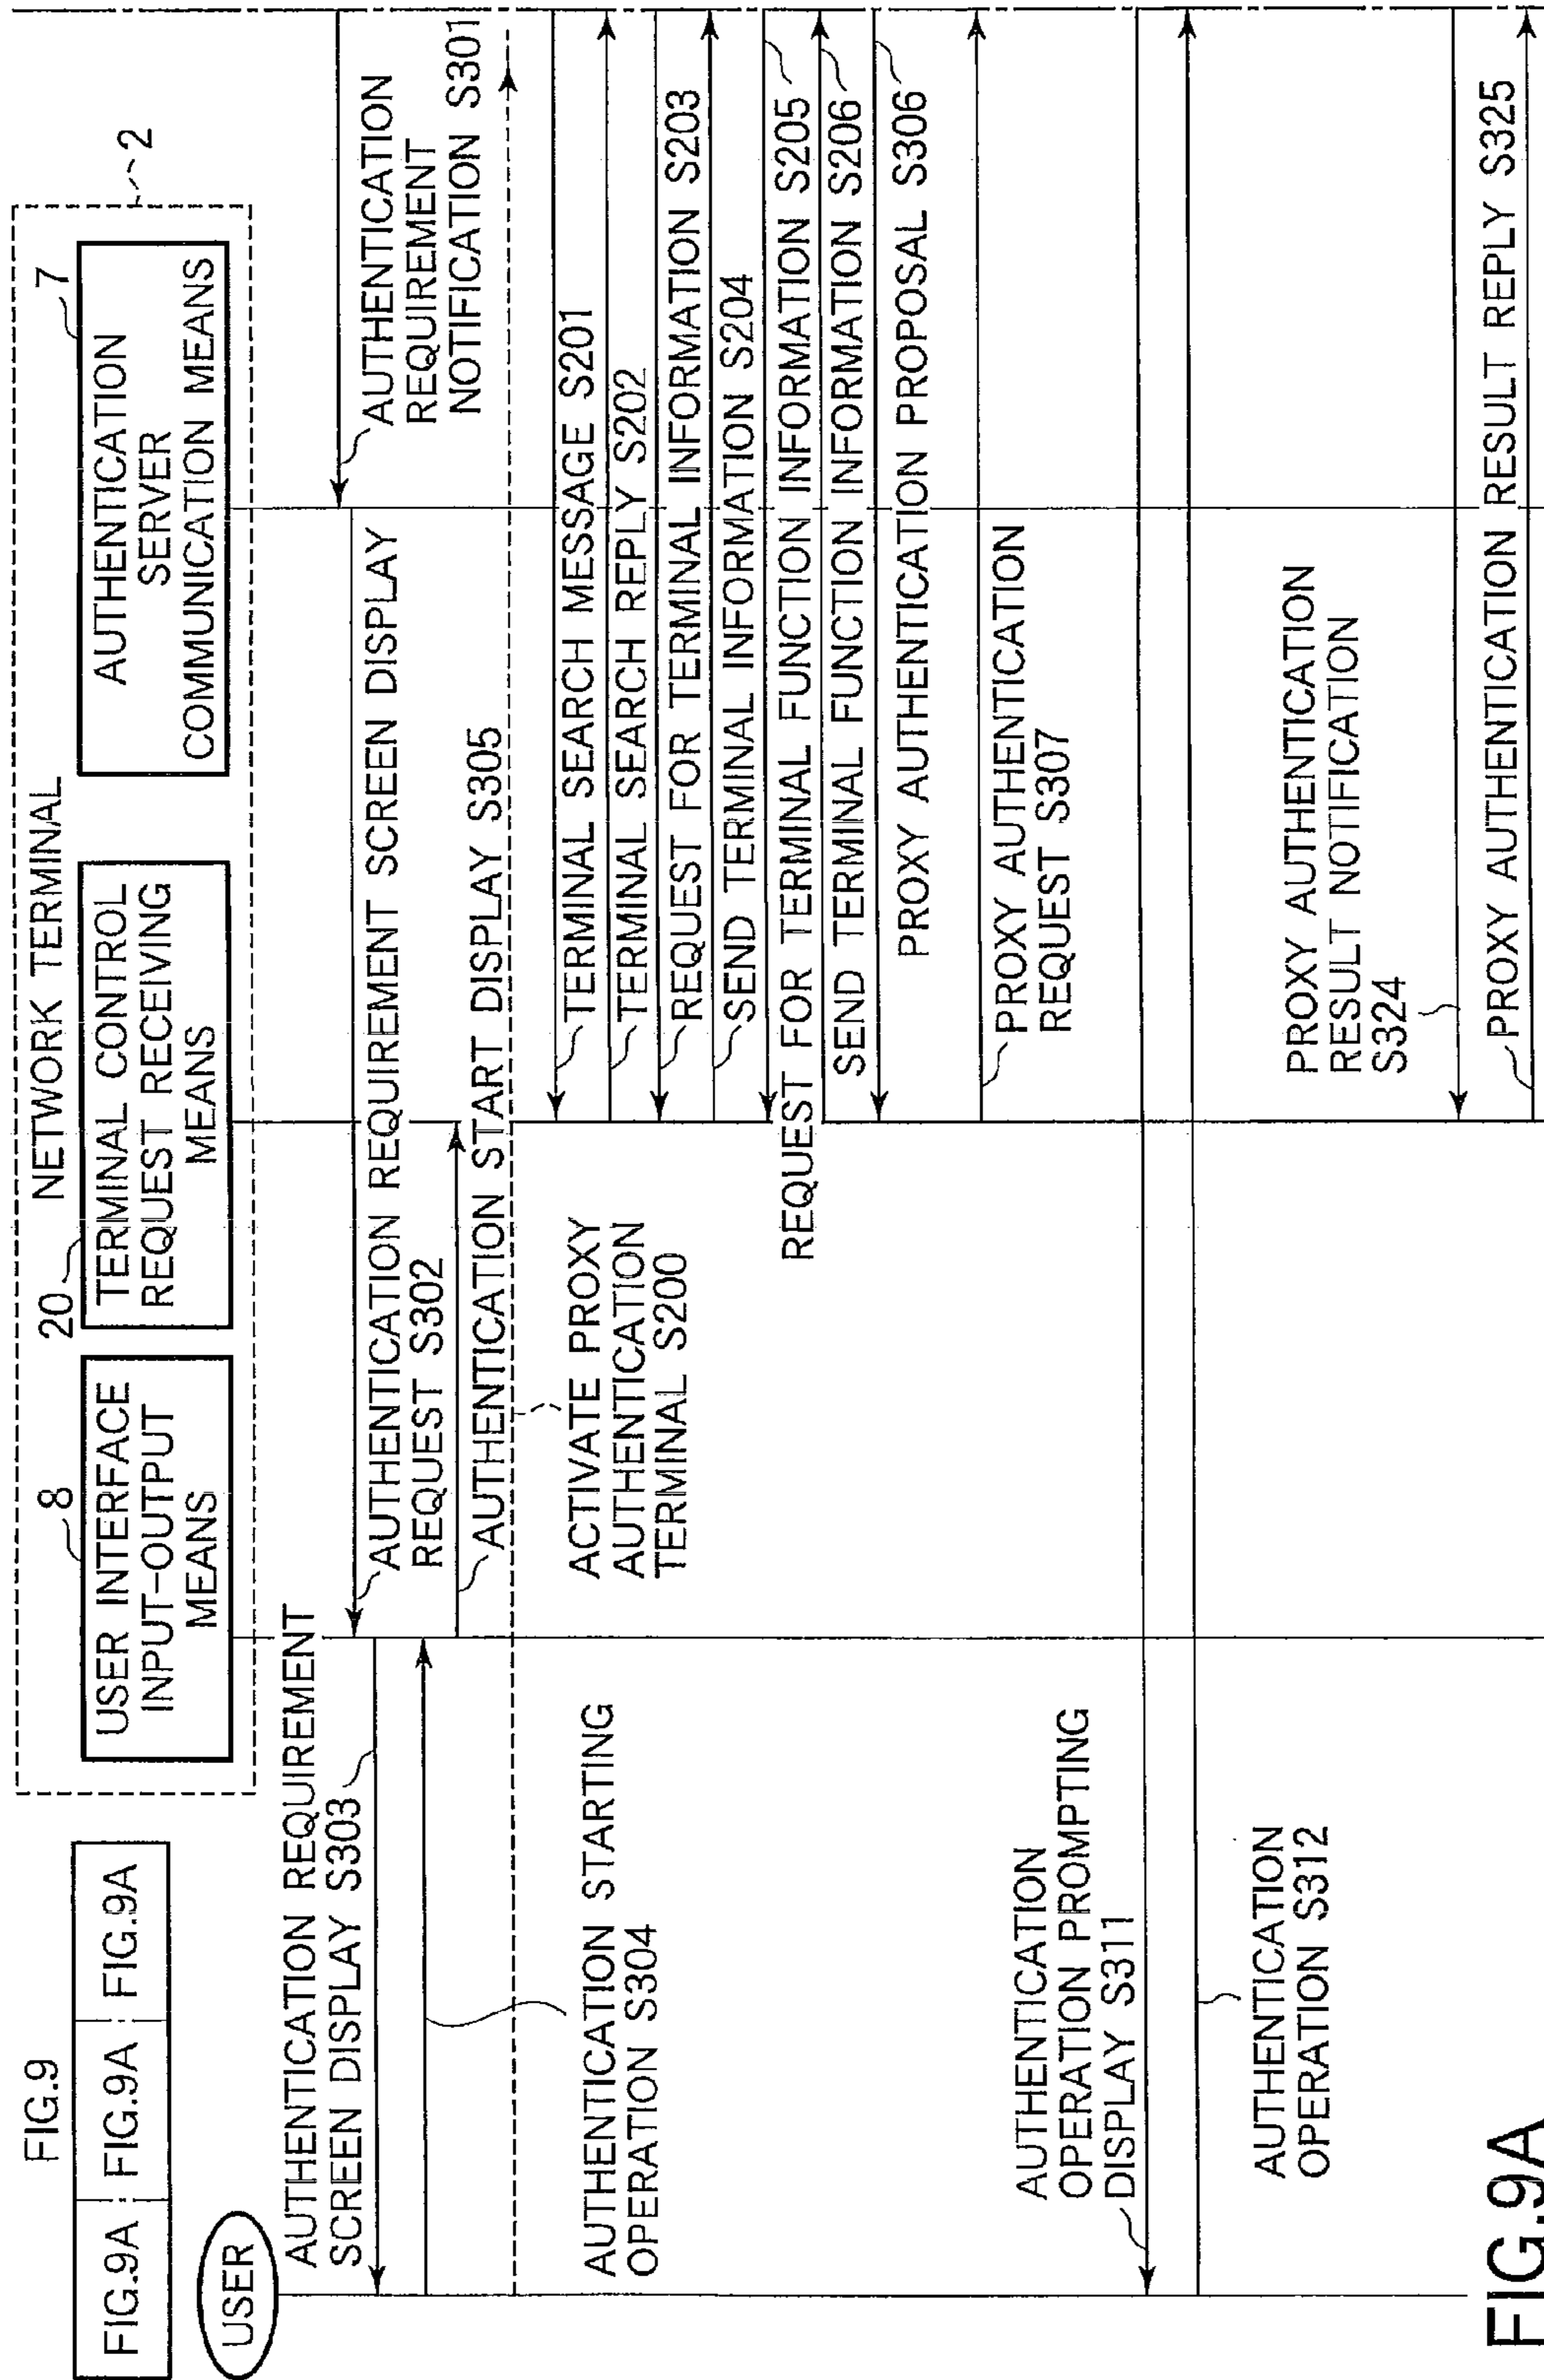 FIG.9
FIG.9A FIG.9A FIG.9A
USER
NETWORK TERMINAL
2
8
USER INTERFACE
INPUT-OUTPUT
MEANS
20
TERMINAL CONTROL
REQUEST RECEIVING
MEANS
7
AUTHENTICATION
SERVER
COMMUNICATION MEANS
AUTHENTICATION
REQUIREMENT
NOTIFICATION S301
AUTHENTICATION REQUIREMENT SCREEN DISPLAY
REQUEST S302
AUTHENTICATION REQUIREMENT
SCREEN DISPLAY S303
AUTHENTICATION STARTING
OPERATION S304
AUTHENTICATION START DISPLAY S305
ACTIVATE PROXY
AUTHENTICATION
TERMINAL S200
TERMINAL SEARCH MESSAGE S201
TERMINAL SEARCH REPLY S202
REQUEST FOR TERMINAL INFORMATION S203
SEND TERMINAL INFORMATION S204
REQUEST FOR TERMINAL FUNCTION INFORMATION S205
SEND TERMINAL FUNCTION INFORMATION S206
PROXY AUTHENTICATION PROPOSAL S306
PROXY AUTHENTICATION
REQUEST S307
AUTHENTICATION
OPERATION PROMPTING
DISPLAY S311
AUTHENTICATION
OPERATION S312
PROXY AUTHENTICATION
RESULT NOTIFICATION
S324
PROXY AUTHENTICATION RESULT REPLY S325
FIG.9A